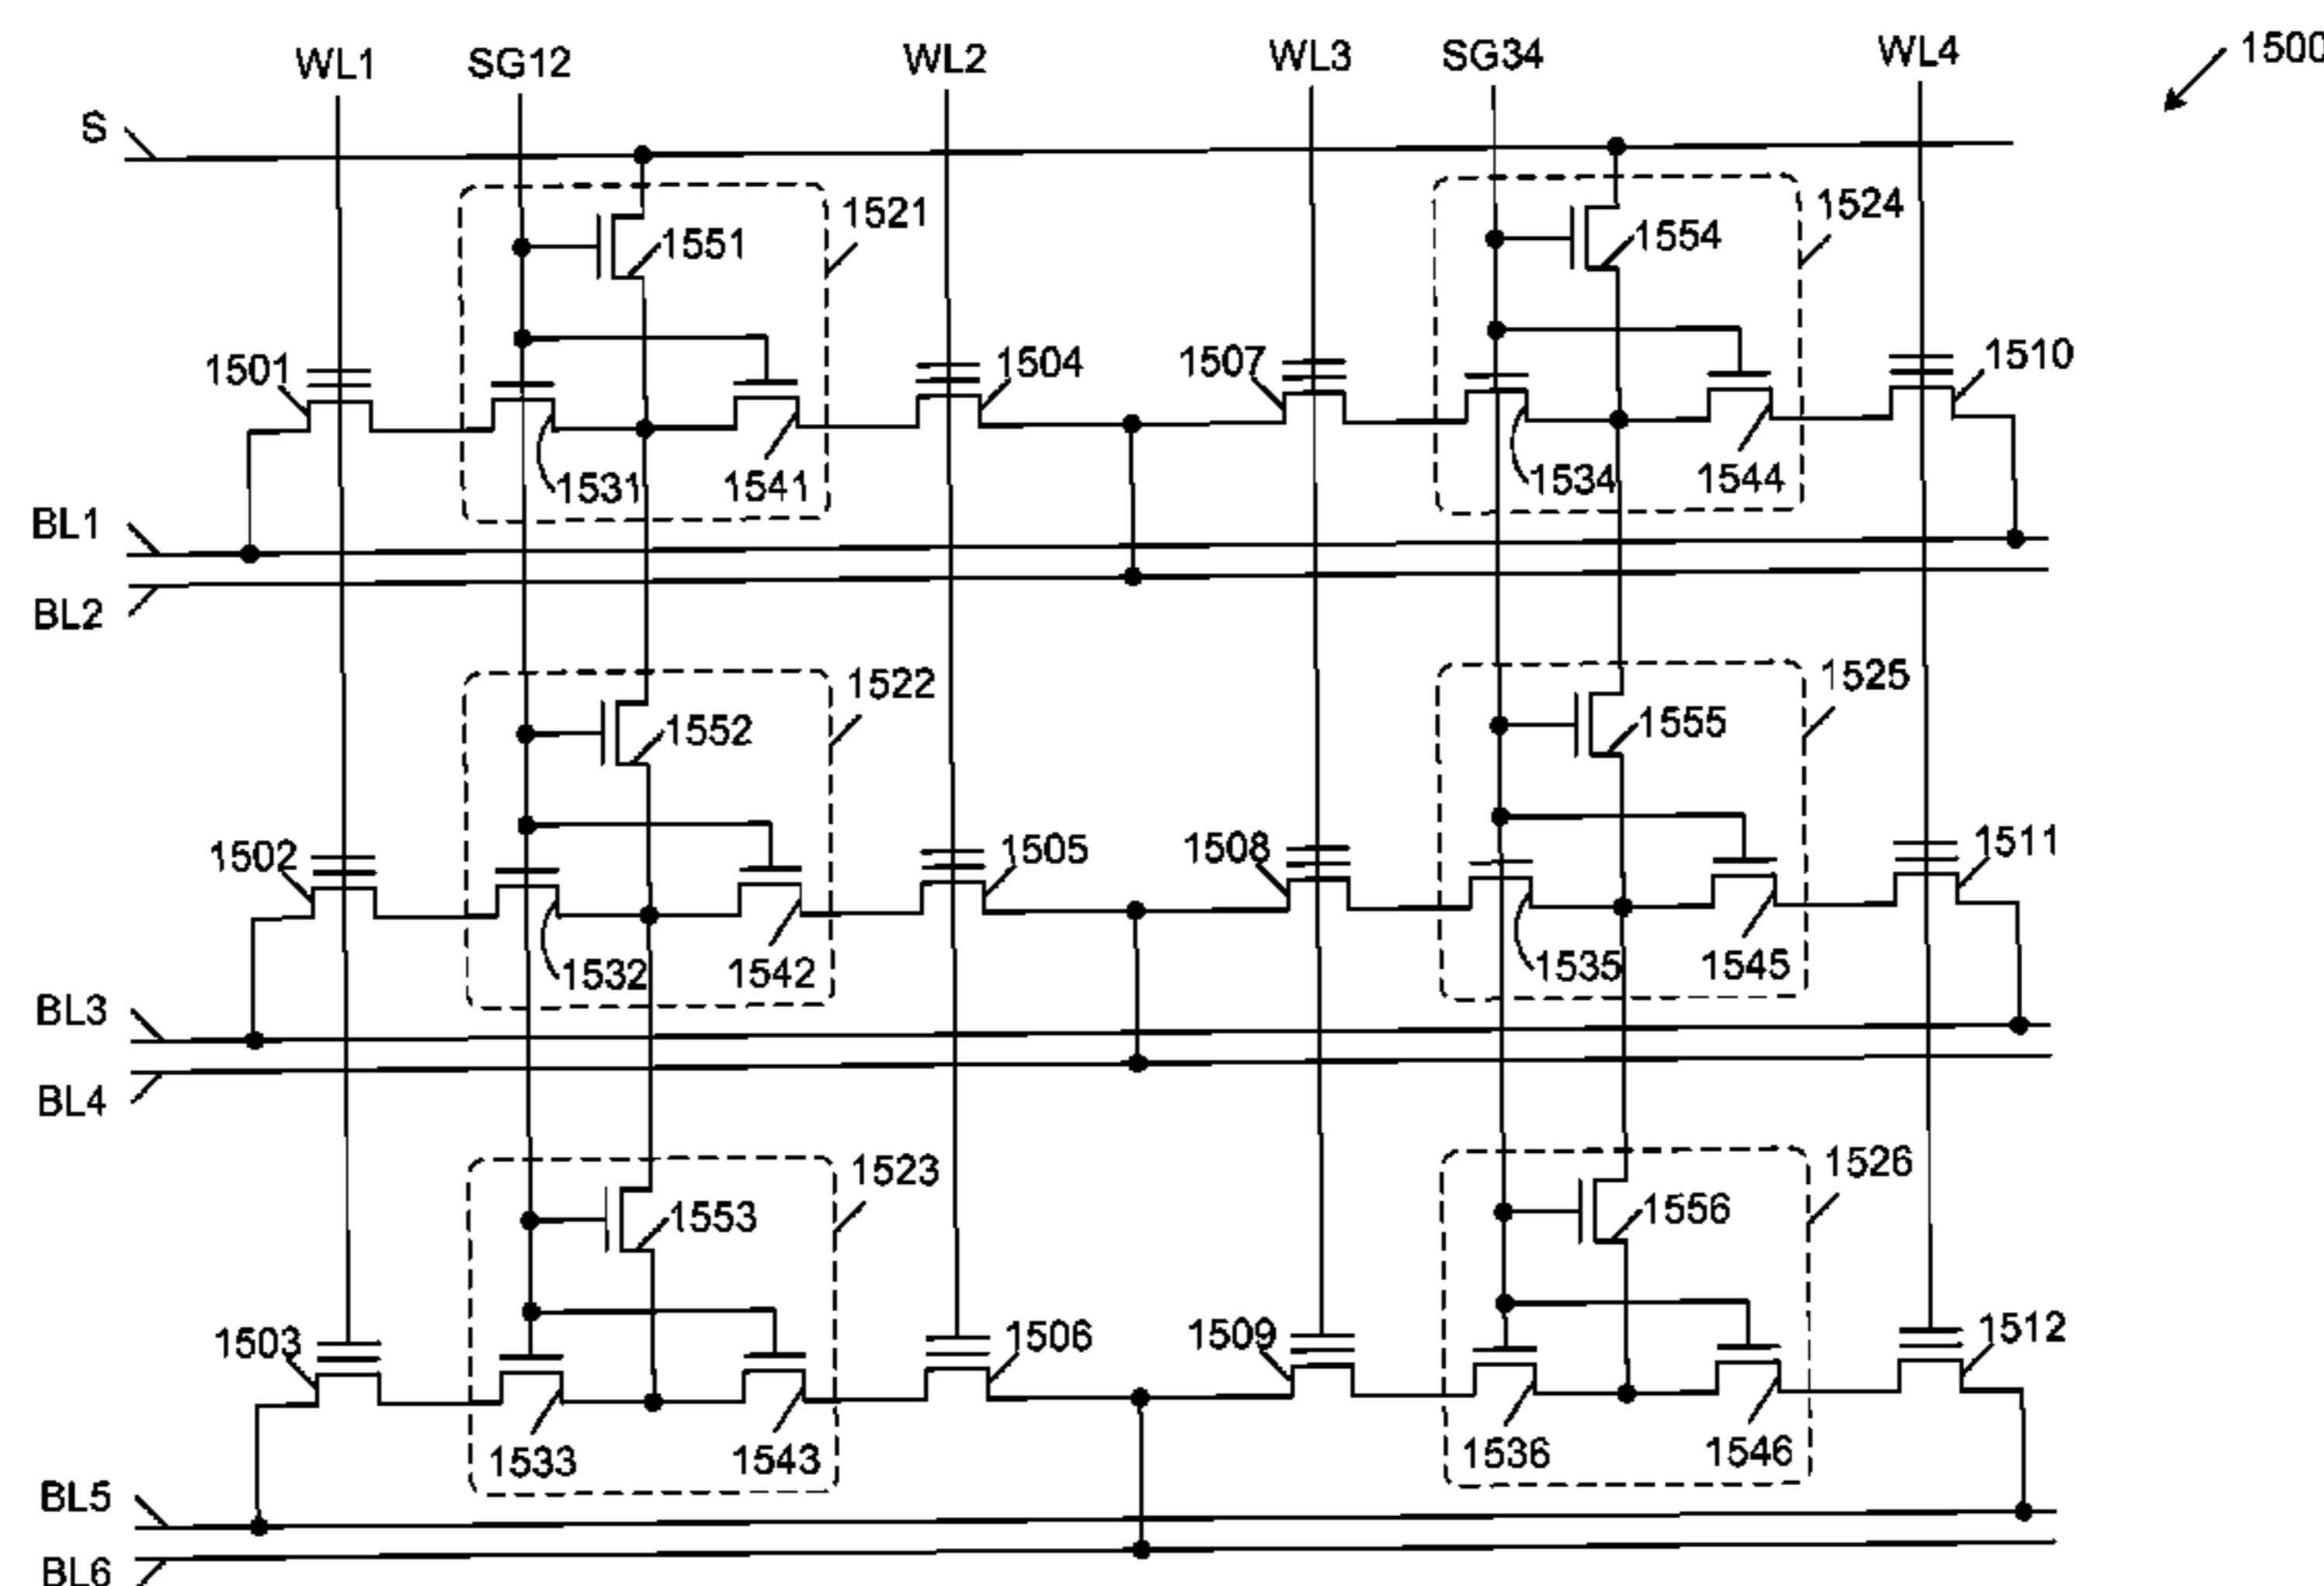 WL1 SG12 WL2 WL3 SG34 WL4 1500
S
1551 1521 1554 1524
1501 1504 1507 1510
1531 1541 1534 1544
BL1
BL2
1552 1522 1555 1525
1502 1505 1508 1511
1532 1542 1535 1545
BL3
BL4
1553 1523 1556 1526
1503 1506 1509 1512
1533 1543 1536 1546
BL5
BL6